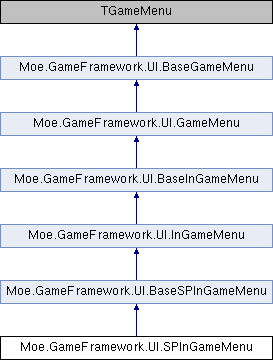 TGameMenu
Moe.GameFramework.UI.BaseGameMenu
Moe.GameFramework.UI.GameMenu
Moe.GameFramework.UI.BaseInGameMenu
Moe.GameFramework.UI.InGameMenu
Moe.GameFramework.UI.BaseSPInGameMenu
Moe.GameFramework.UI.SPInGameMenu